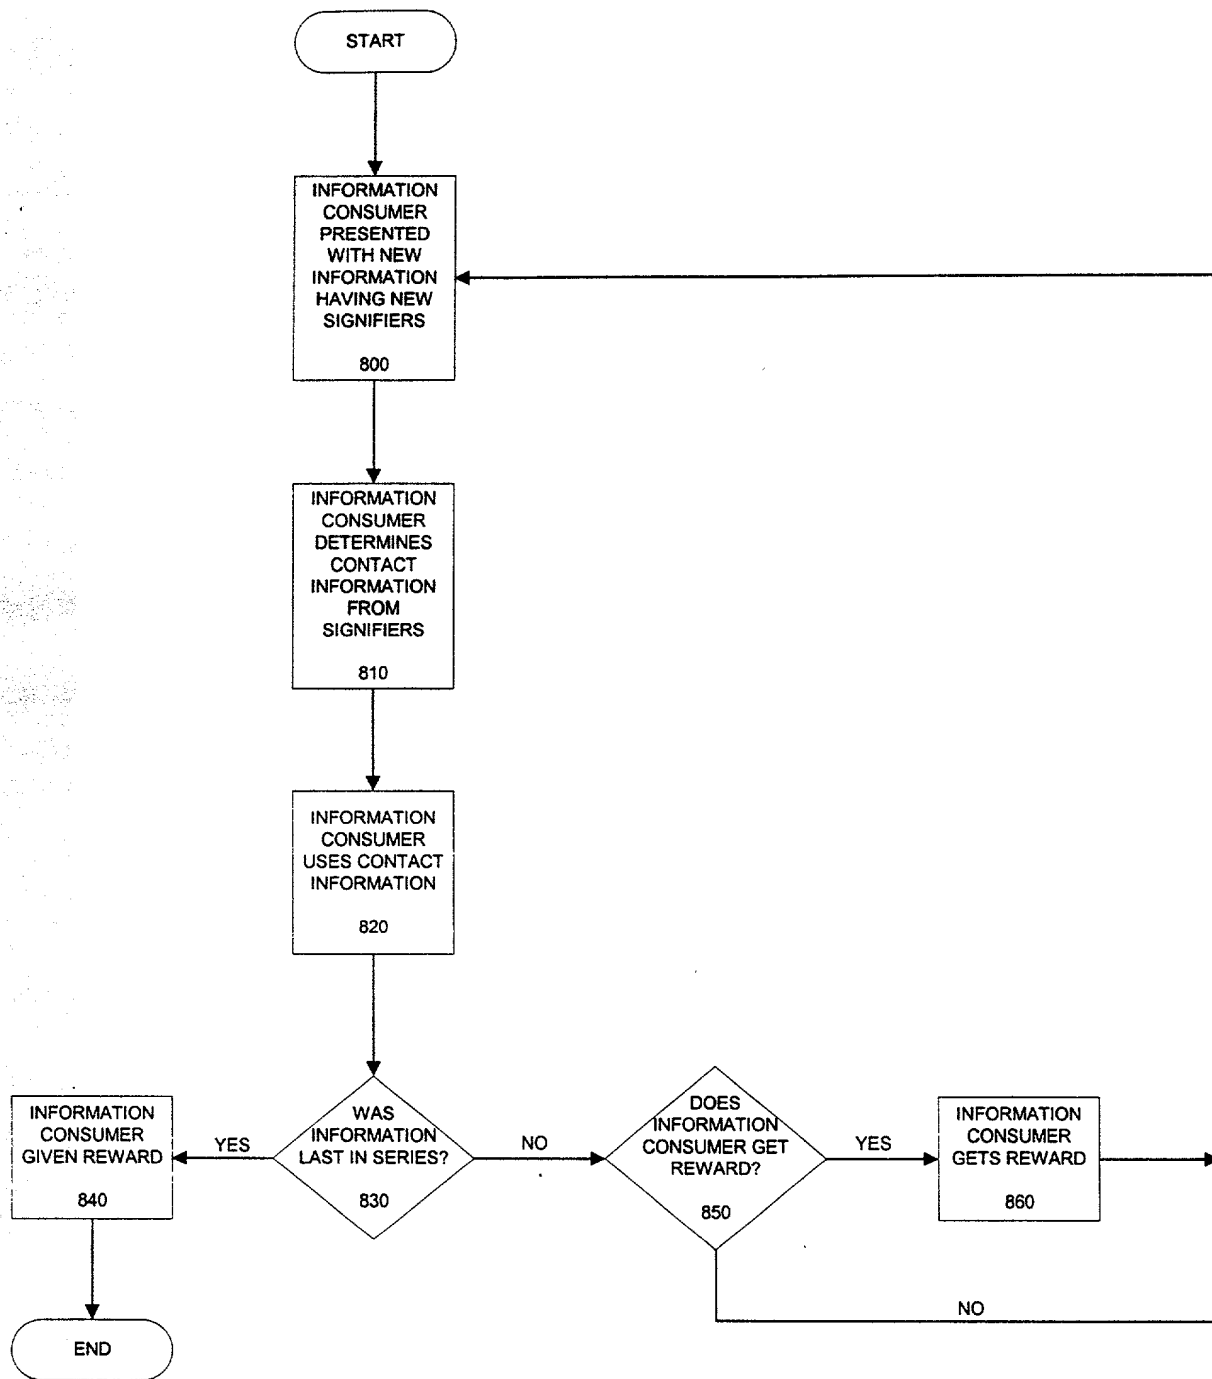 START
INFORMATION
CONSUMER
PRESENTED
WITH NEW
INFORMATION
HAVING NEW
SIGNIFIERS
800
INFORMATION
CONSUMER
DETERMINES
CONTACT
INFORMATION
FROM
SIGNIFIERS
810
INFORMATION
CONSUMER
USES CONTACT
INFORMATION
820
WAS
INFORMATION
LAST IN SERIES?
830
YES
INFORMATION
CONSUMER
GIVEN REWARD
840
END
NO
DOES
INFORMATION
CONSUMER GET
REWARD?
850
YES
INFORMATION
CONSUMER
GETS REWARD
860
NO